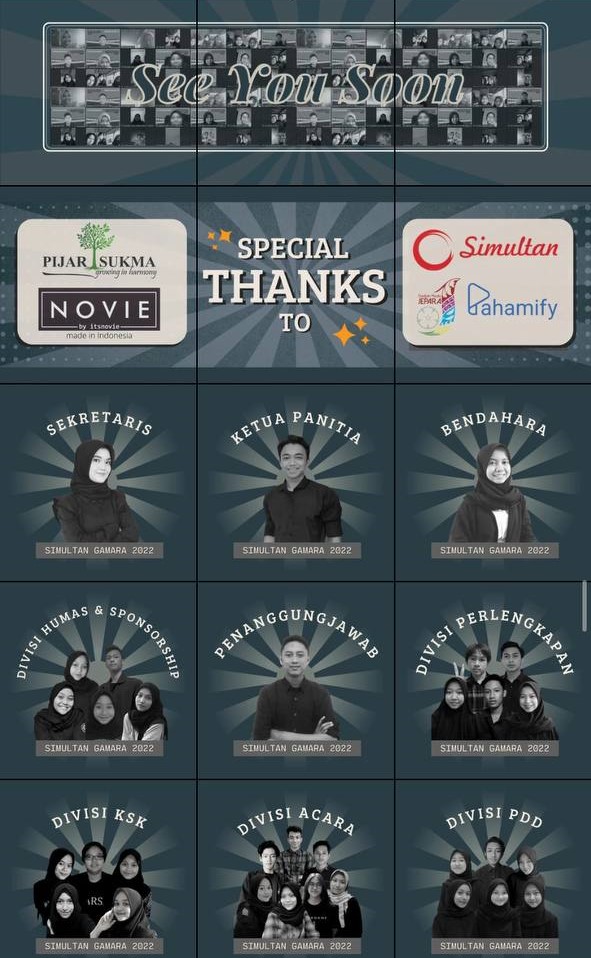 See You Soon
PIJAR SUKMA
growing in harmony
NOVIE
by itsnovie
made in Indonesia
SPECIAL
THANKS
TO
Simultan
JEPARA
Pahamify
SEKRETARIS
SIMULTAN GAMARA 2022
KETUA PANITIA
SIMULTAN GAMARA 2022
BENDAHARA
SIMULTAN GAMARA 2022
DIVISI HUMAS & SPONSORSHIP
SIMULTAN GAMARA 2022
PENANGGUNGJAWAB
SIMULTAN GAMARA 2022
DIVISI PERLENGKAPAN
SIMULTAN GAMARA 2022
DIVISI KSK
SIMULTAN GAMARA 2022
DIVISI ACARA
SIMULTAN GAMARA 2022
DIVISI PDD
SIMULTAN GAMARA 2022